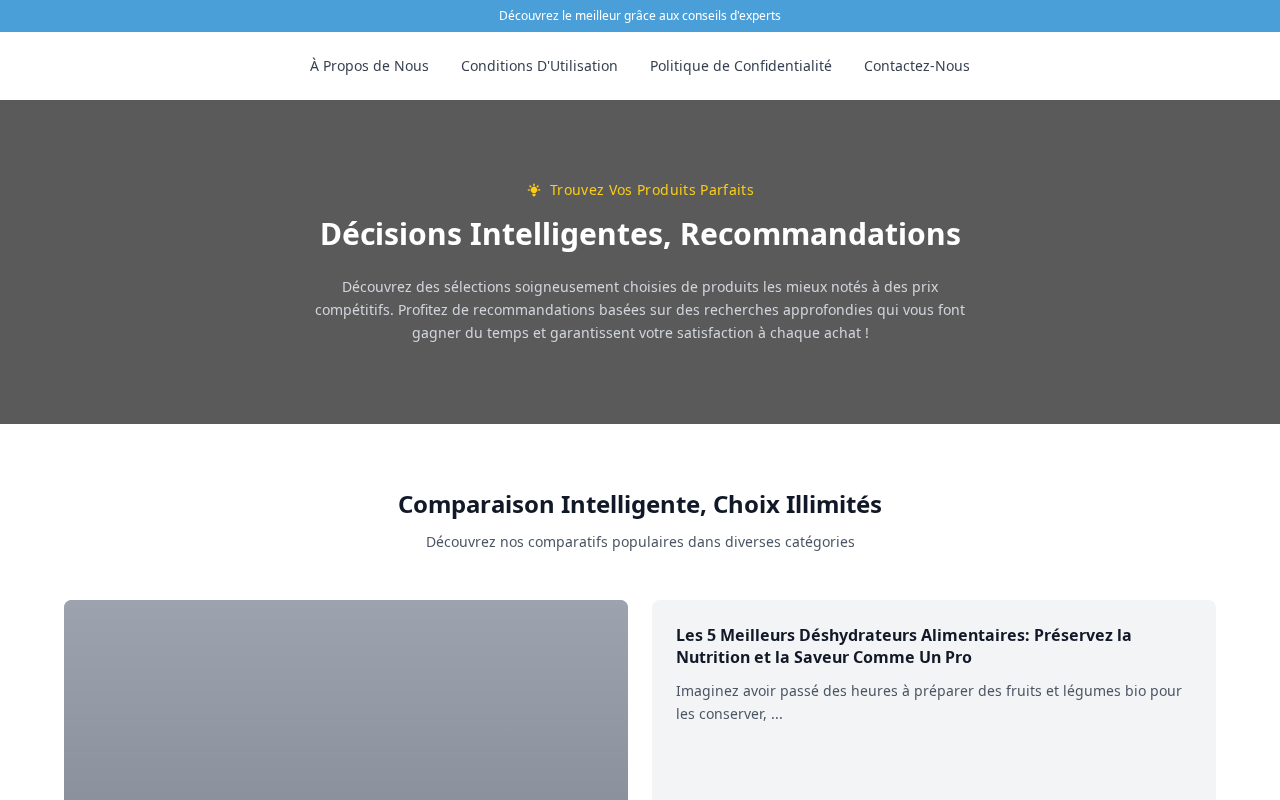 Découvrez le meilleur grâce aux conseils d'experts
À Propos de Nous
Conditions D'Utilisation
Politique de Confidentialité
Contactez-Nous
Trouvez Vos Produits Parfaits
Décisions Intelligentes, Recommandations
Découvrez des sélections soigneusement choisies de produits les mieux notés à des prix
compétitifs. Profitez de recommandations basées sur des recherches approfondies qui vous font
gagner du temps et garantissent votre satisfaction à chaque achat !
Comparaison Intelligente, Choix Illimités
Découvrez nos comparatifs populaires dans diverses catégories
Les 5 Meilleurs Déshydrateurs Alimentaires: Préservez la
Nutrition et la Saveur Comme Un Pro
Imaginez avoir passé des heures à préparer des fruits et légumes bio pour
les conserver, ...